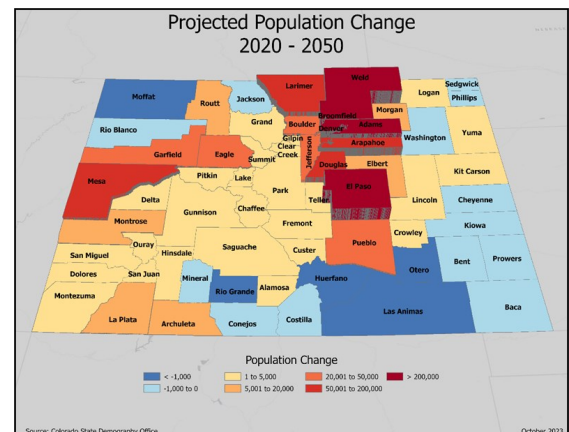 Projected Population Change
2020 - 2050
Moffat
Routt
Jackson
Larimer
Weld
Logan
Sedgwick
Phillips
Rio Blanco
Grand
Boulder
Broomfield
Morgan
Washington
Yuma
Garfield
Eagle
Summit
Gilpin
Clear
Creek
Jefferson
Denver
Adams
Arapahoe
Mesa
Pitkin
Lake
Park
Douglas
Elbert
Kit Carson
Delta
Gunnison
Chaffee
Teller
El Paso
Lincoln
Cheyenne
Montrose
Ouray
Fremont
Pueblo
Crowley
Kiowa
San Miguel
Hinsdale
Saguache
Custer
Otero
Bent
Prowers
Dolores
San Juan
Mineral
Rio Grande
Alamosa
Huerfano
Montezuma
La Plata
Archuleta
Conejos
Costilla
Las Animas
Baca
Population Change
< -1,000
1 to 5,000
20,001 to 50,000
> 200,000
-1,000 to 0
5,001 to 20,000
50,001 to 200,000
Source: Colorado State Demography Office
October 2023